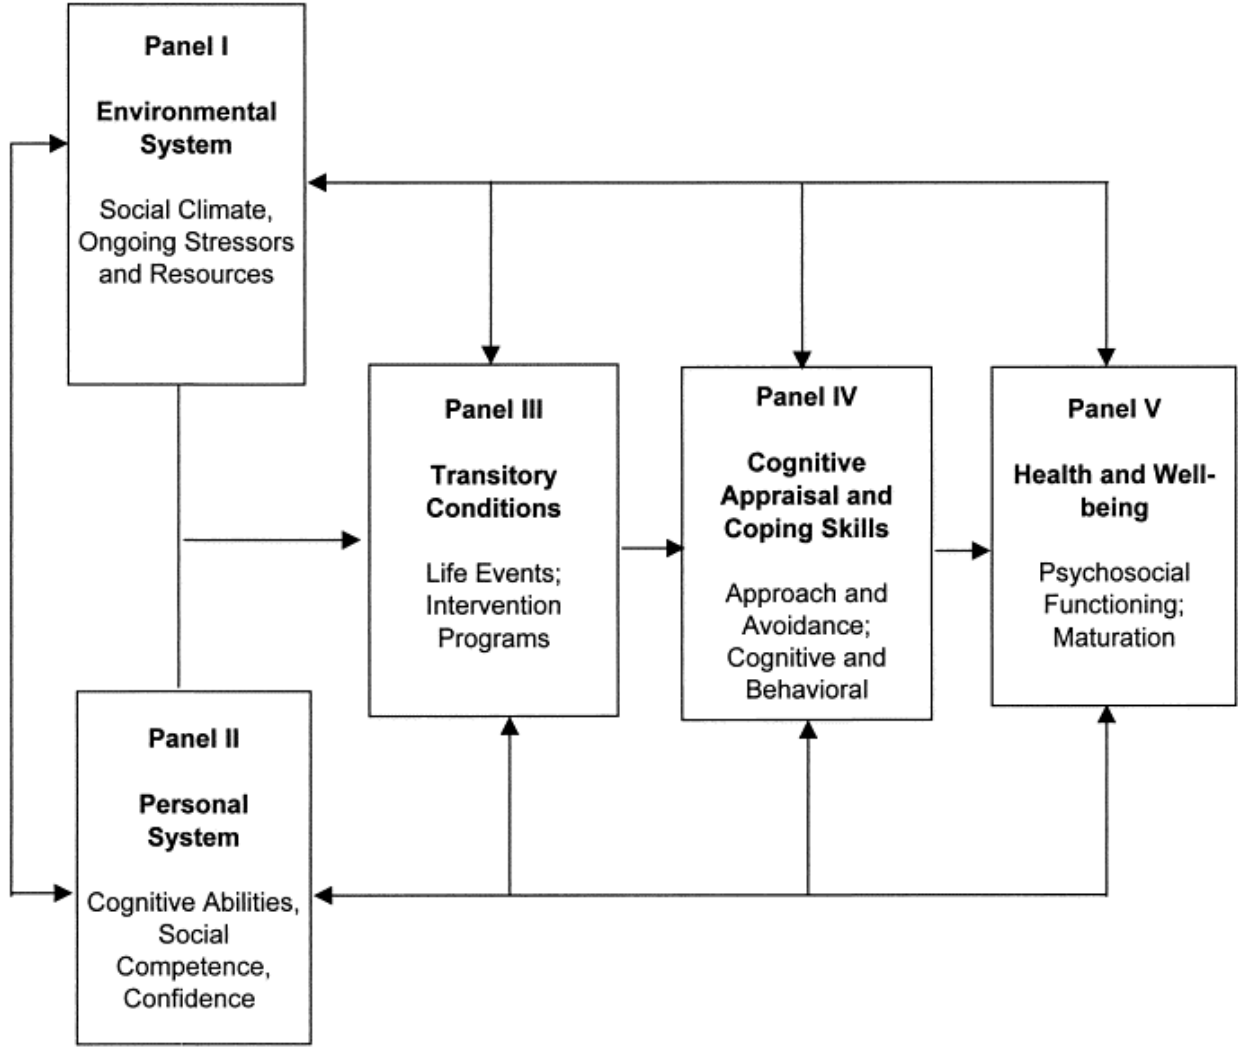 Panel I
Environmental
System
Social Climate,
Ongoing Stressors
and Resources
Panel II
Personal
System
Cognitive Abilities,
Social
Competence,
Confidence
Panel III
Transitory
Conditions
Life Events;
Intervention
Programs
Panel IV
Cognitive
Appraisal and
Coping Skills
Approach and
Avoidance;
Cognitive and
Behavioral
Panel V
Health and Well-
being
Psychosocial
Functioning;
Maturation